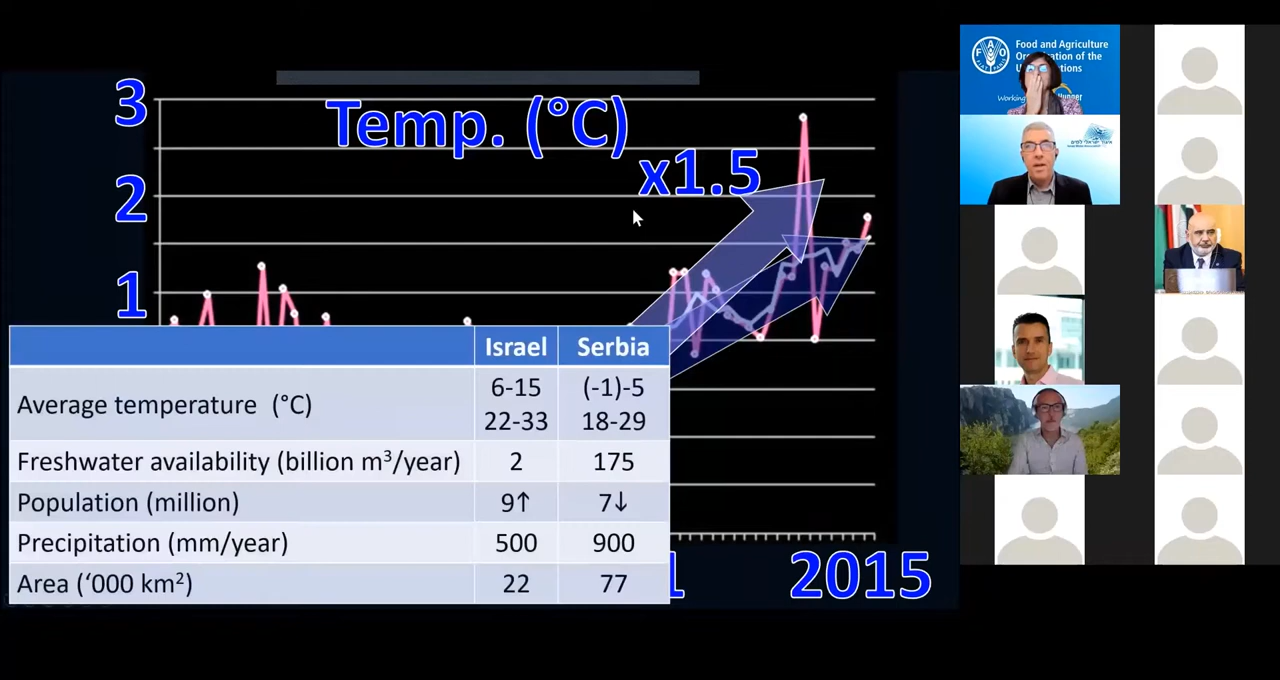 3
Temp. (°C)
x1.5
2
1
Israel Serbia
Average temperature (°C) 6-15 (-1)-5
22-33 18-29
Freshwater availability (billion m³/year) 2 175
Population (million) 9↑ 7↓
Precipitation (mm/year) 500 900
Area (‘000 km²) 22 77
1 2015
Food and Agriculture
Organization of the
Working